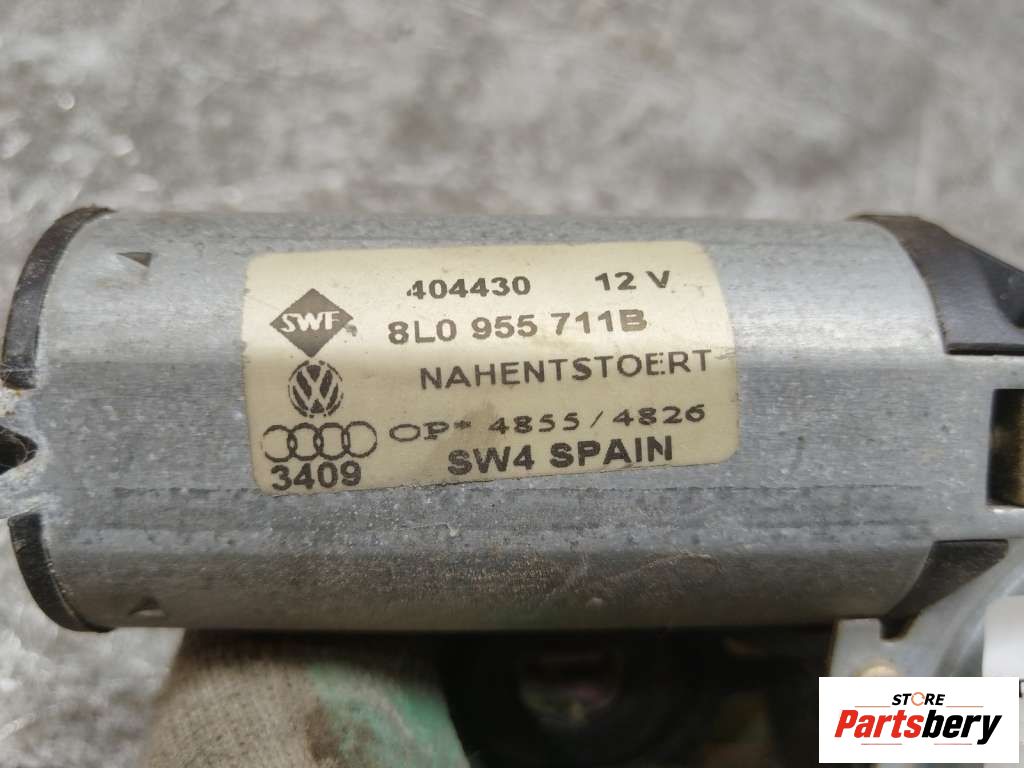 404430 12 V
SWF
8L0 955 711B
NAHENTSTOERT
OP* 4855/4826
3409 SW4 SPAIN
STORE
Partsbery